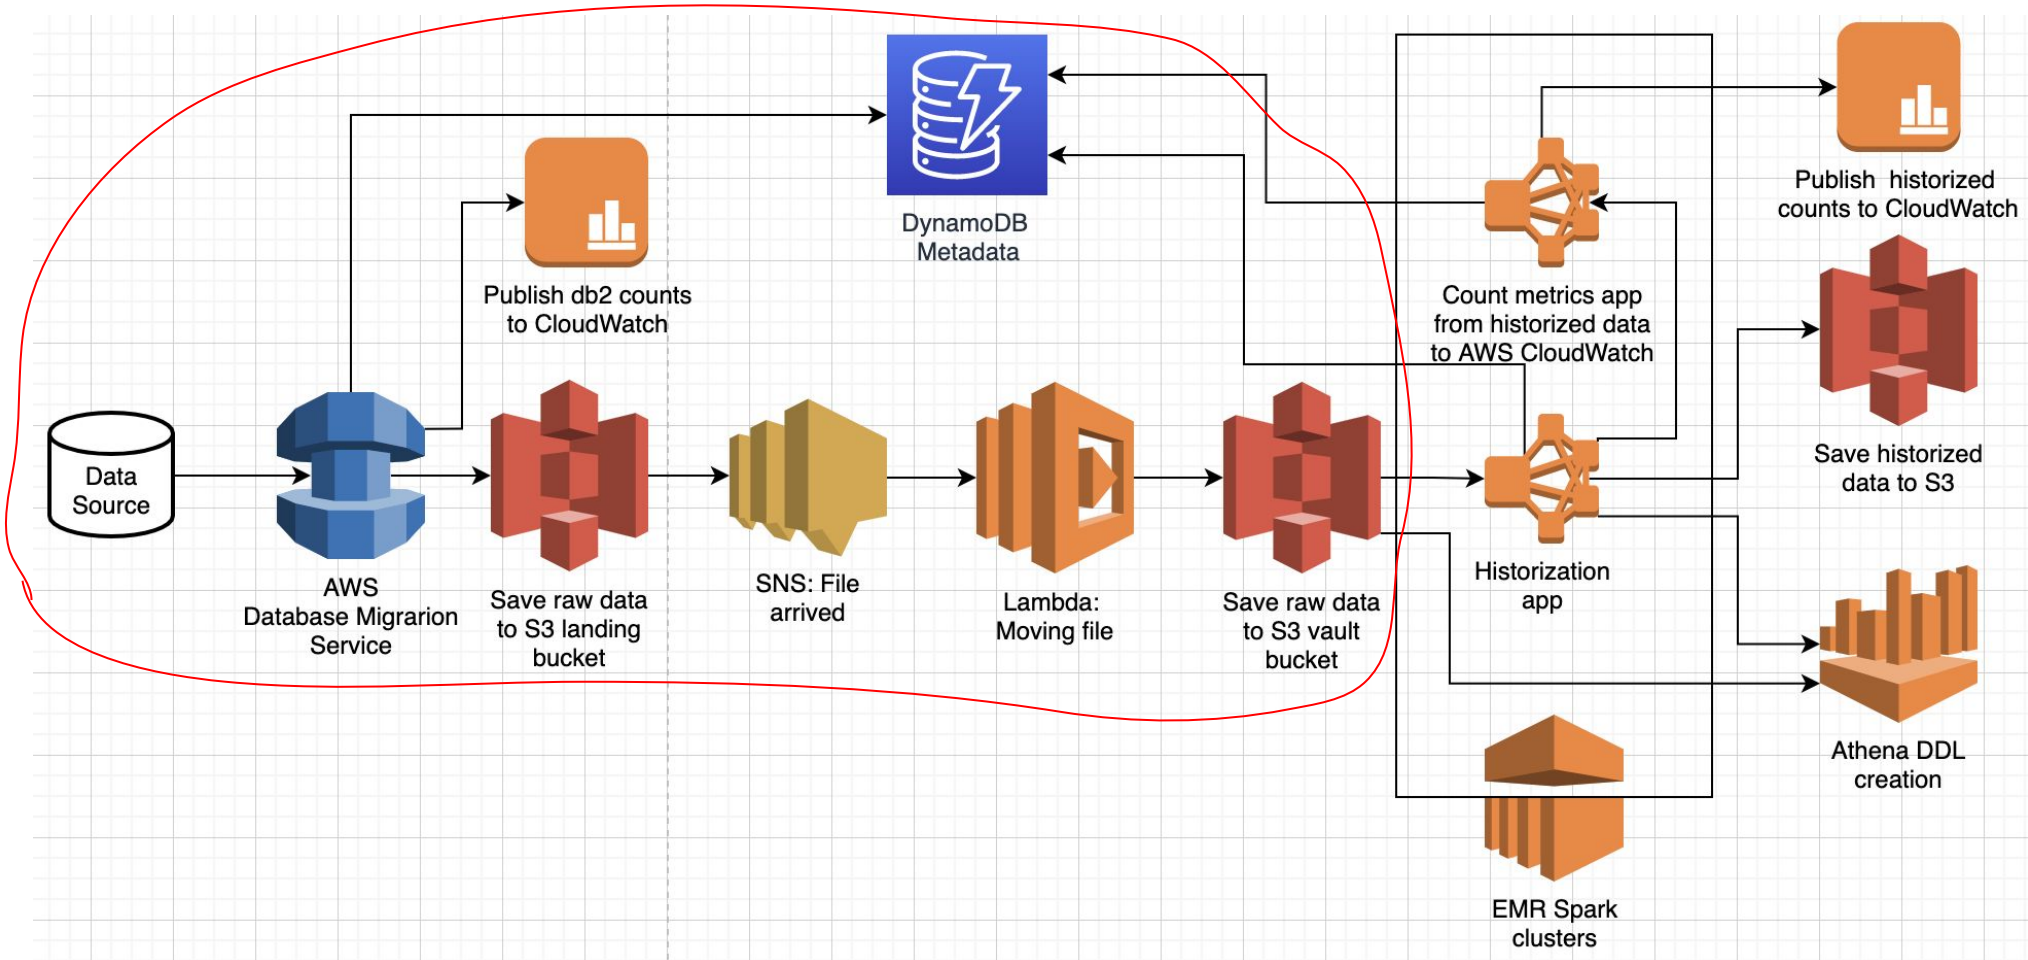 DynamoDB
Metadata
Publish historized
counts to CloudWatch
Publish db2 counts
to CloudWatch
Count metrics app
from historized data
to AWS CloudWatch
Data
Source
AWS
Database Migrarion
Service
Save raw data
to S3 landing
bucket
SNS: File
arrived
Lambda:
Moving file
Save raw data
to S3 vault
bucket
Historization
app
Save historized
data to S3
Athena DDL
creation
EMR Spark
clusters